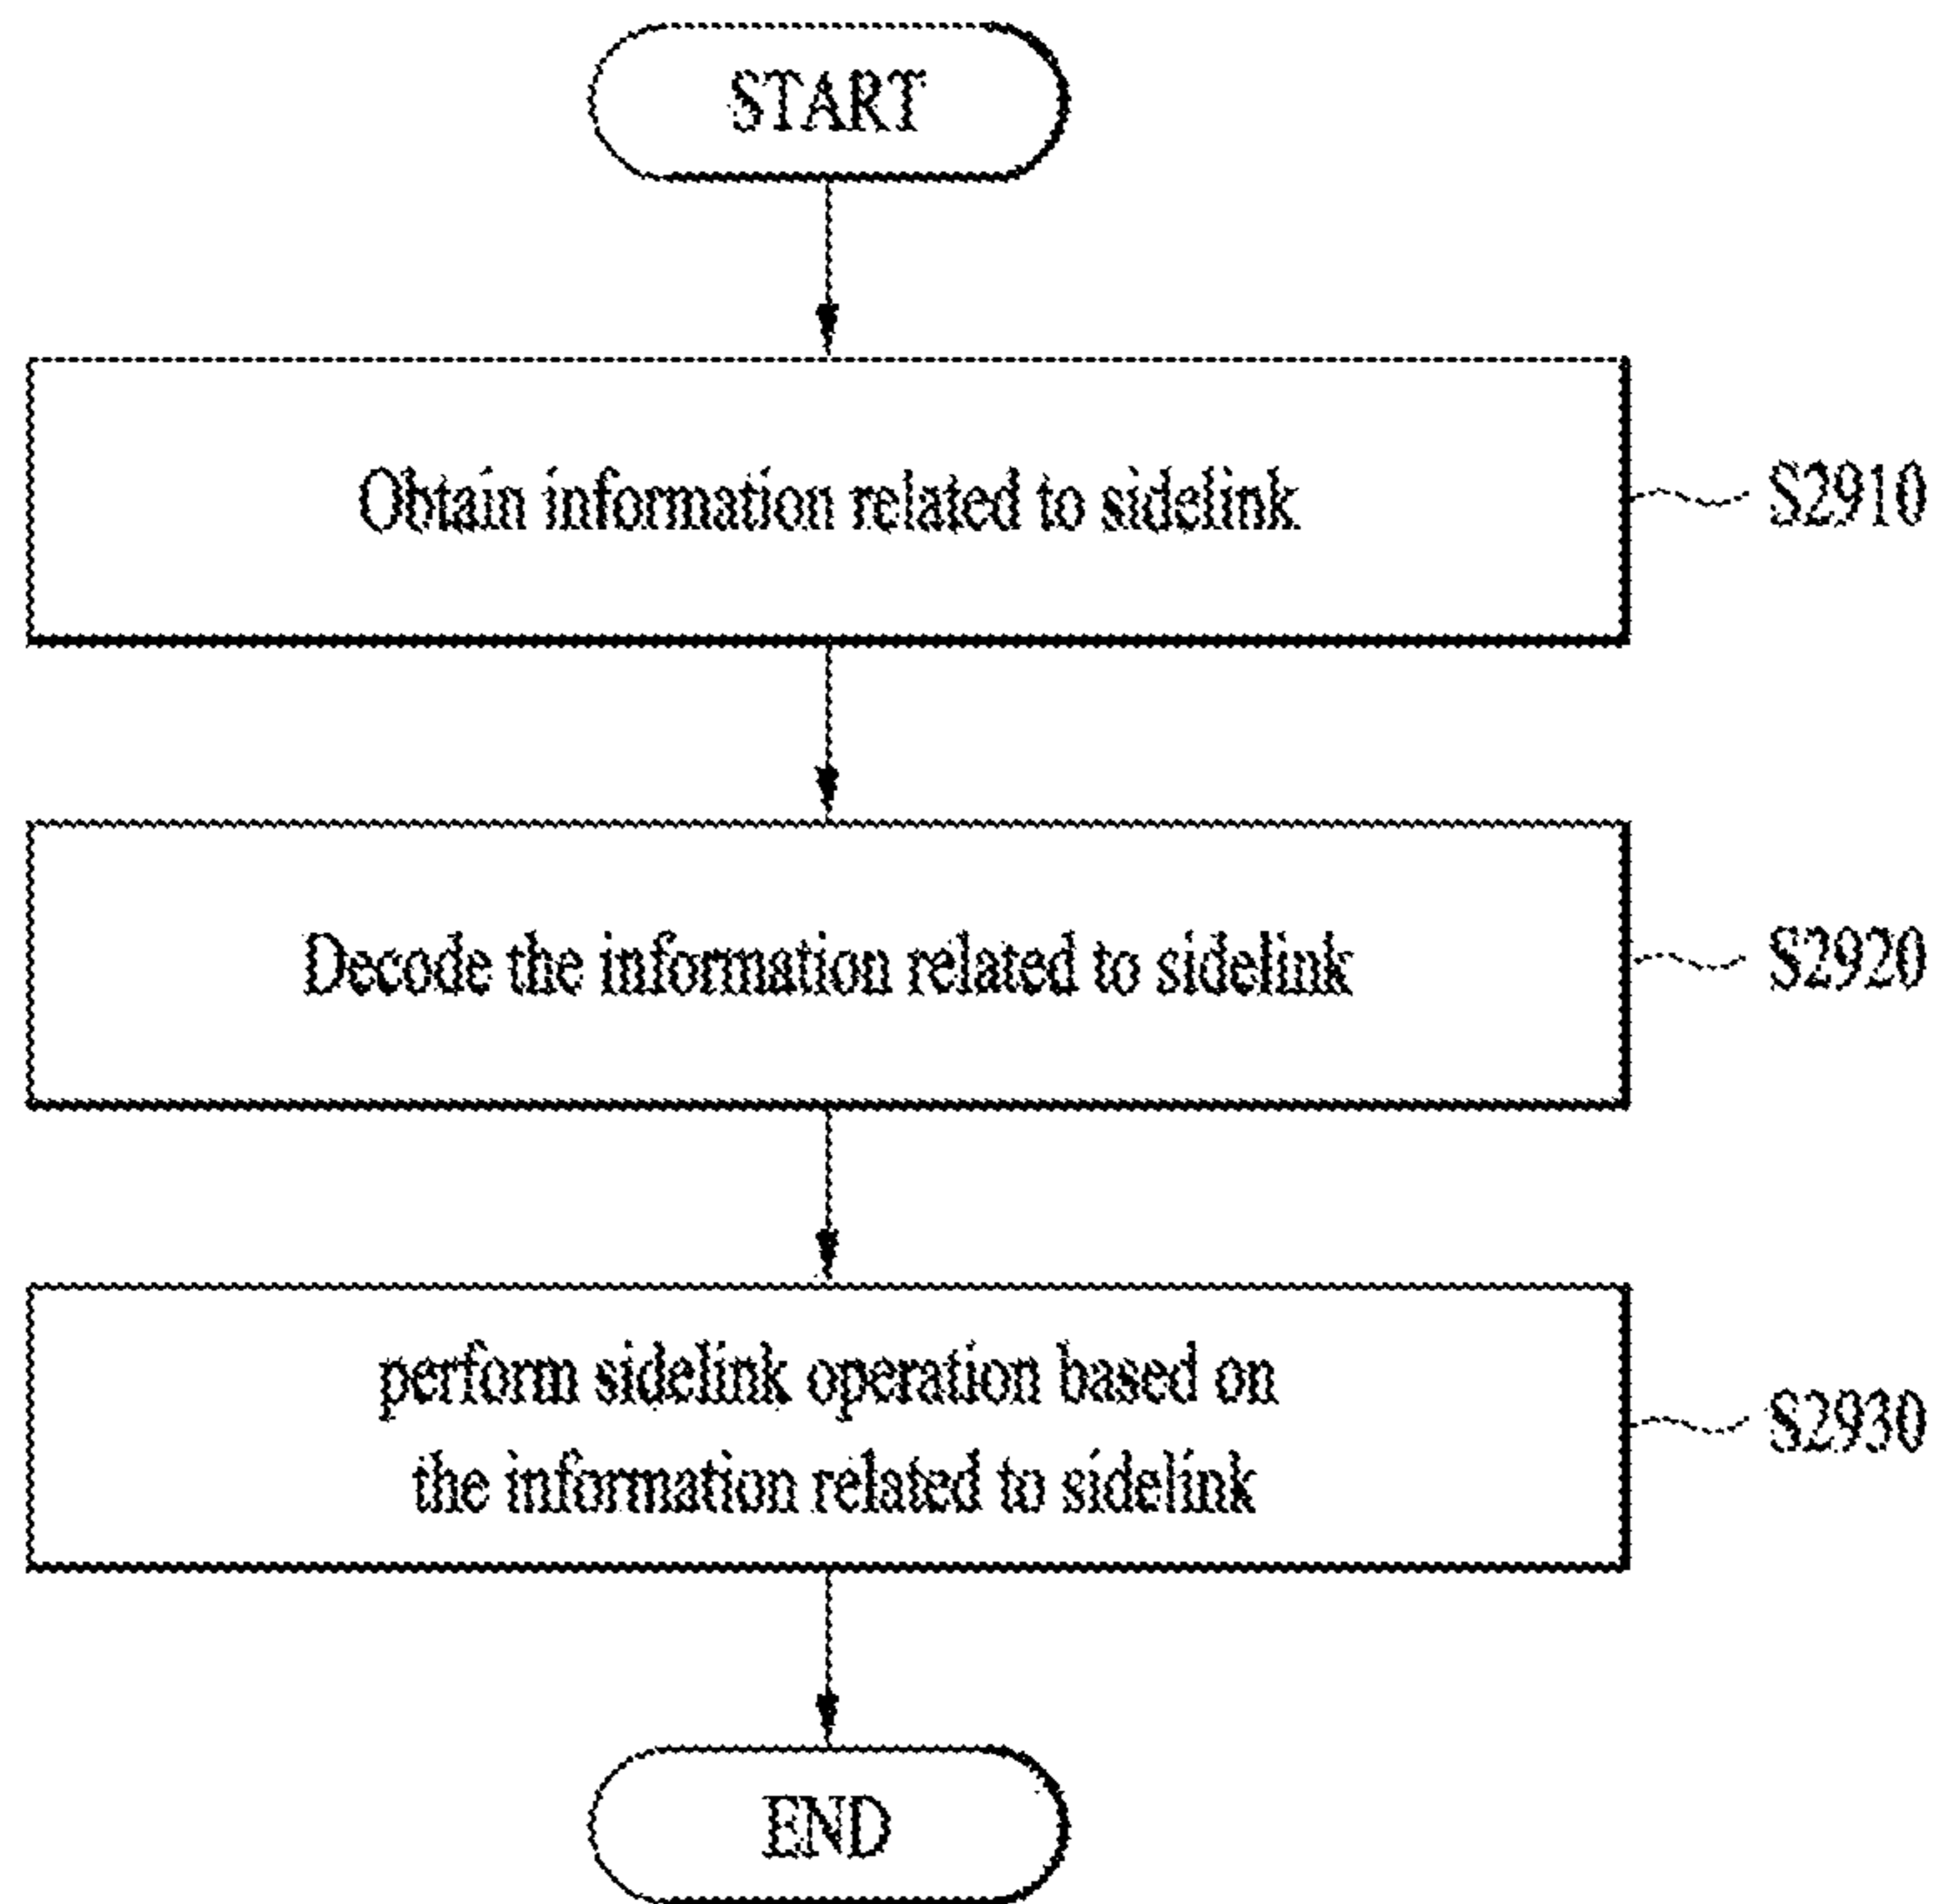 START
Obtain information related to sidelink
S2910
Decode the information related to sidelink
S2920
perform sidelink operation based on
the information related to sidelink
S2930
END